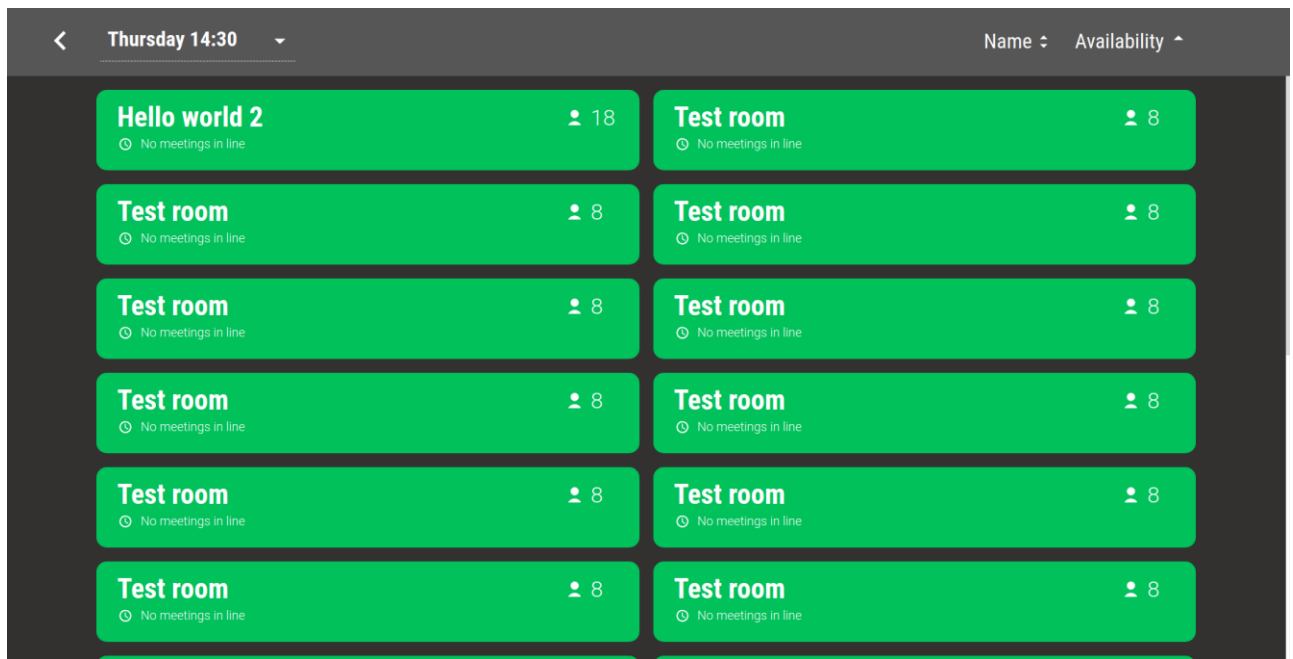 Thursday 14:30 Name Availability
Hello world 2 18 Test room 8
No meetings in line No meetings in line
Test room 8 Test room 8
No meetings in line No meetings in line
Test room 8 Test room 8
No meetings in line No meetings in line
Test room 8 Test room 8
No meetings in line No meetings in line
Test room 8 Test room 8
No meetings in line No meetings in line
Test room 8 Test room 8
No meetings in line No meetings in line